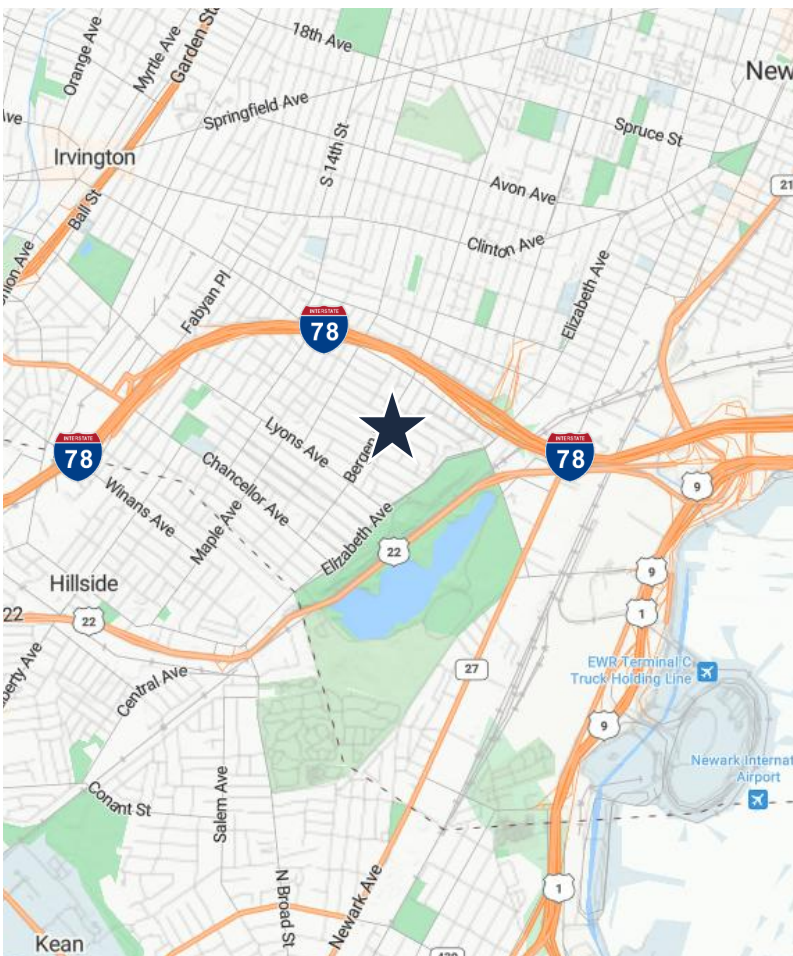 Orange Ave
Myrtle Ave
Garden St
18th Ave
Springfield Ave
New
Irvington
Spruce St
S 14th St
Avon Ave
21
Ball St
Clinton Ave
Elizabeth Ave
Fabyan Pl
INTERSTATE
78
Lyons Ave
Bergen
INTERSTATE
78
INTERSTATE
78
Chancellor Ave
Winans Ave
Maple Ave
9
Elizabeth Ave
22
Hillside
9
22
22
1
Central Ave
27
EWR Terminal C
Truck Holding Line
9
Newark Internat
Airport
Conant St
Salem Ave
N Broad St
Newark Ave
1
Kean